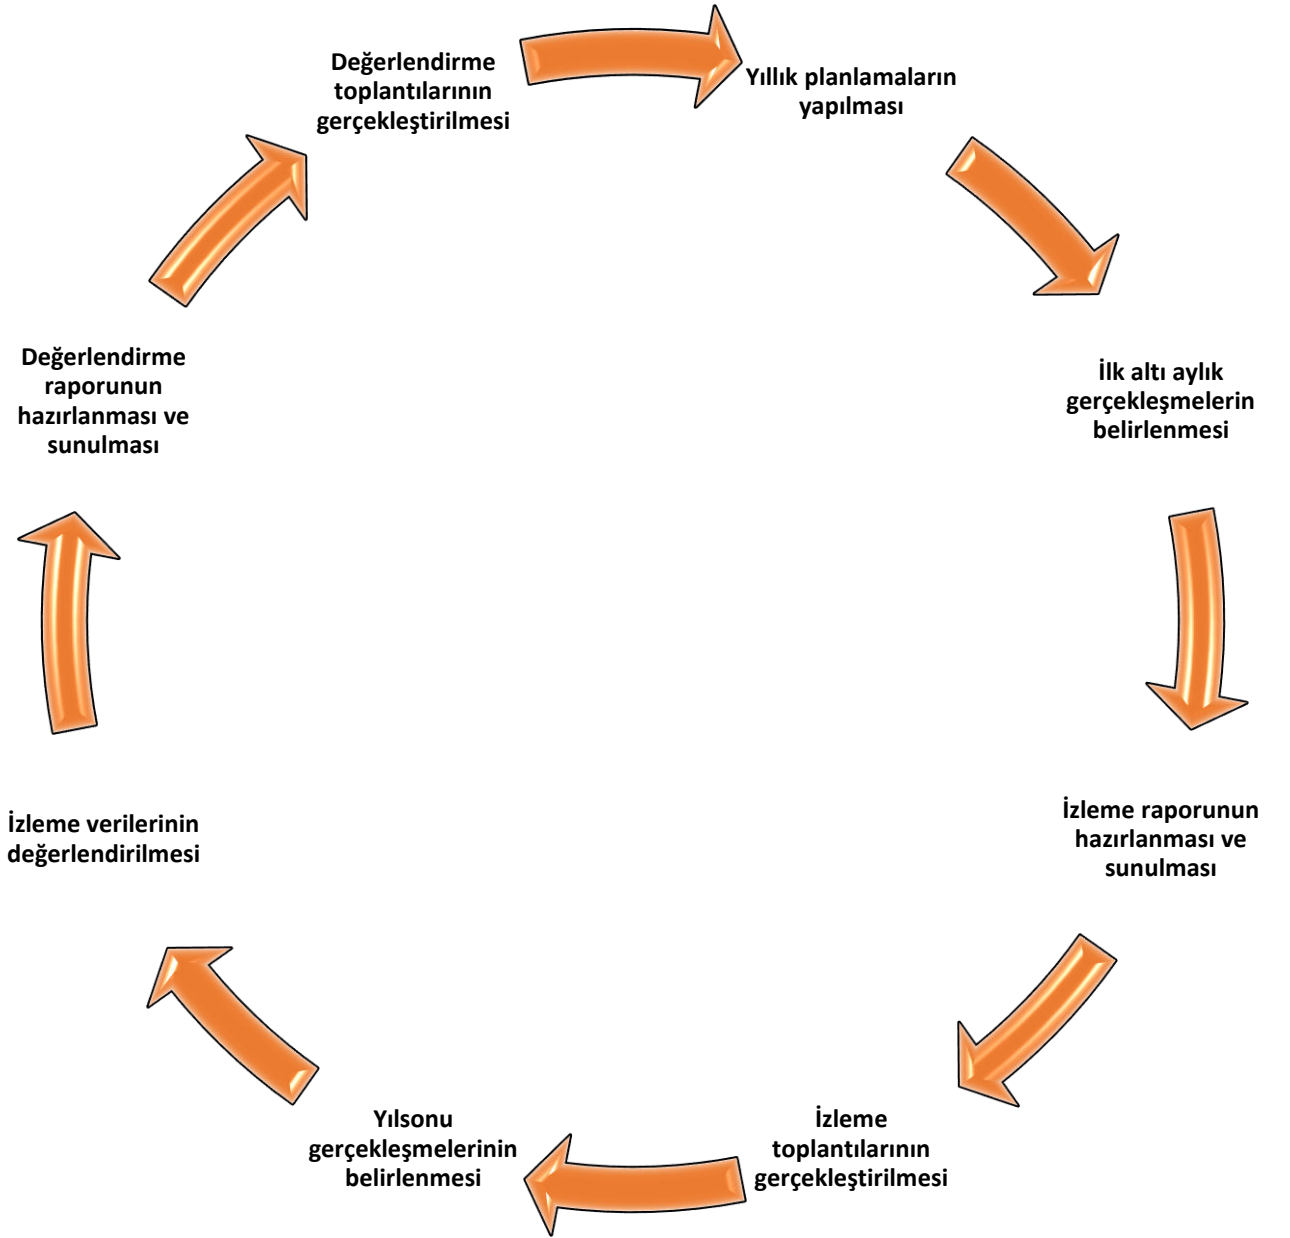 Değerlendirme
toplantılarının
gerçekleştirilmesi
Yıllık planlamaların
yapılması
İlk altı aylık
gerçekleşmelerin
belirlenmesi
İzleme raporunun
hazırlanması ve
sunulması
İzleme
toplantılarının
gerçekleştirilmesi
Yılsonu
gerçekleşmelerinin
belirlenmesi
İzleme verilerinin
değerlendirilmesi
Değerlendirme
raporunun
hazırlanması ve
sunulması